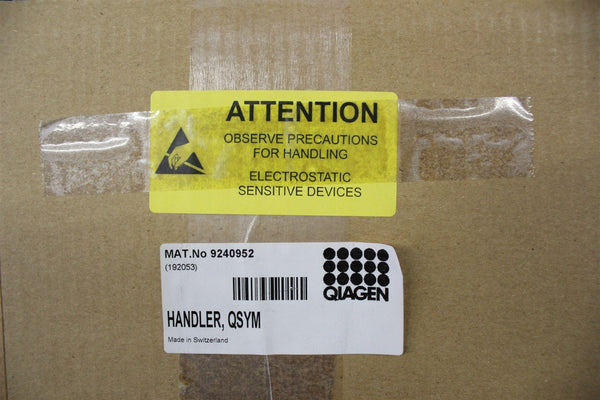 ATTENTION
OBSERVE PRECAUTIONS
FOR HANDLING
ELECTROSTATIC
SENSITIVE DEVICES
MAT.No 9240952
(192053)
QIAGEN
HANDLER, QSYM
Made in Switzerland